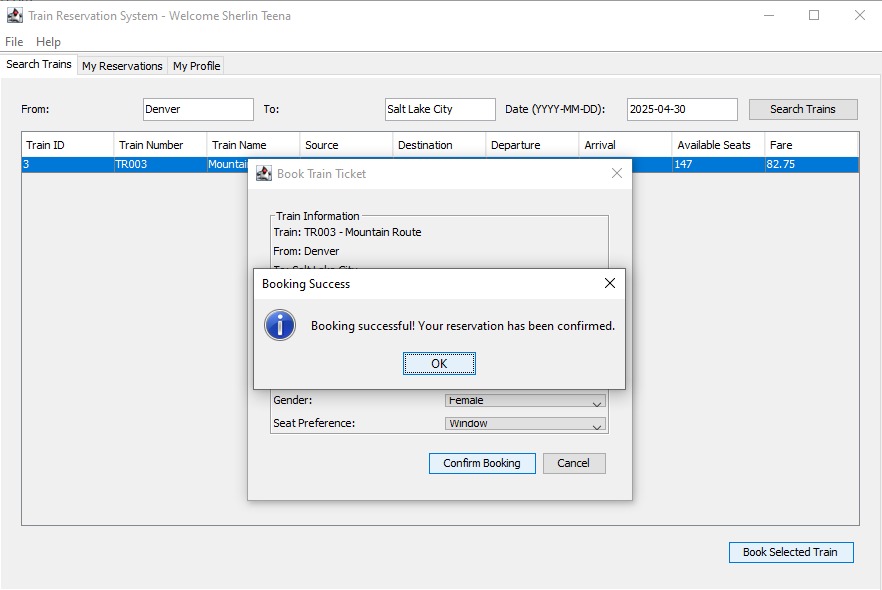 Train Reservation System - Welcome Sherlin Teena
File Help
Search Trains My Reservations My Profile
From: Denver To: Salt Lake City Date (YYYY-MM-DD): 2025-04-30 Search Trains
Train ID Train Number Train Name Source Destination Departure Arrival Available Seats Fare
3 TR003 Mountai 147 82.75
Book Train Ticket
Train Information
Train: TR003 - Mountain Route
From: Denver
To: Salt Lake City
Booking Success
Booking successful! Your reservation has been confirmed.
OK
Gender: Female
Seat Preference: Window
Confirm Booking Cancel
Book Selected Train